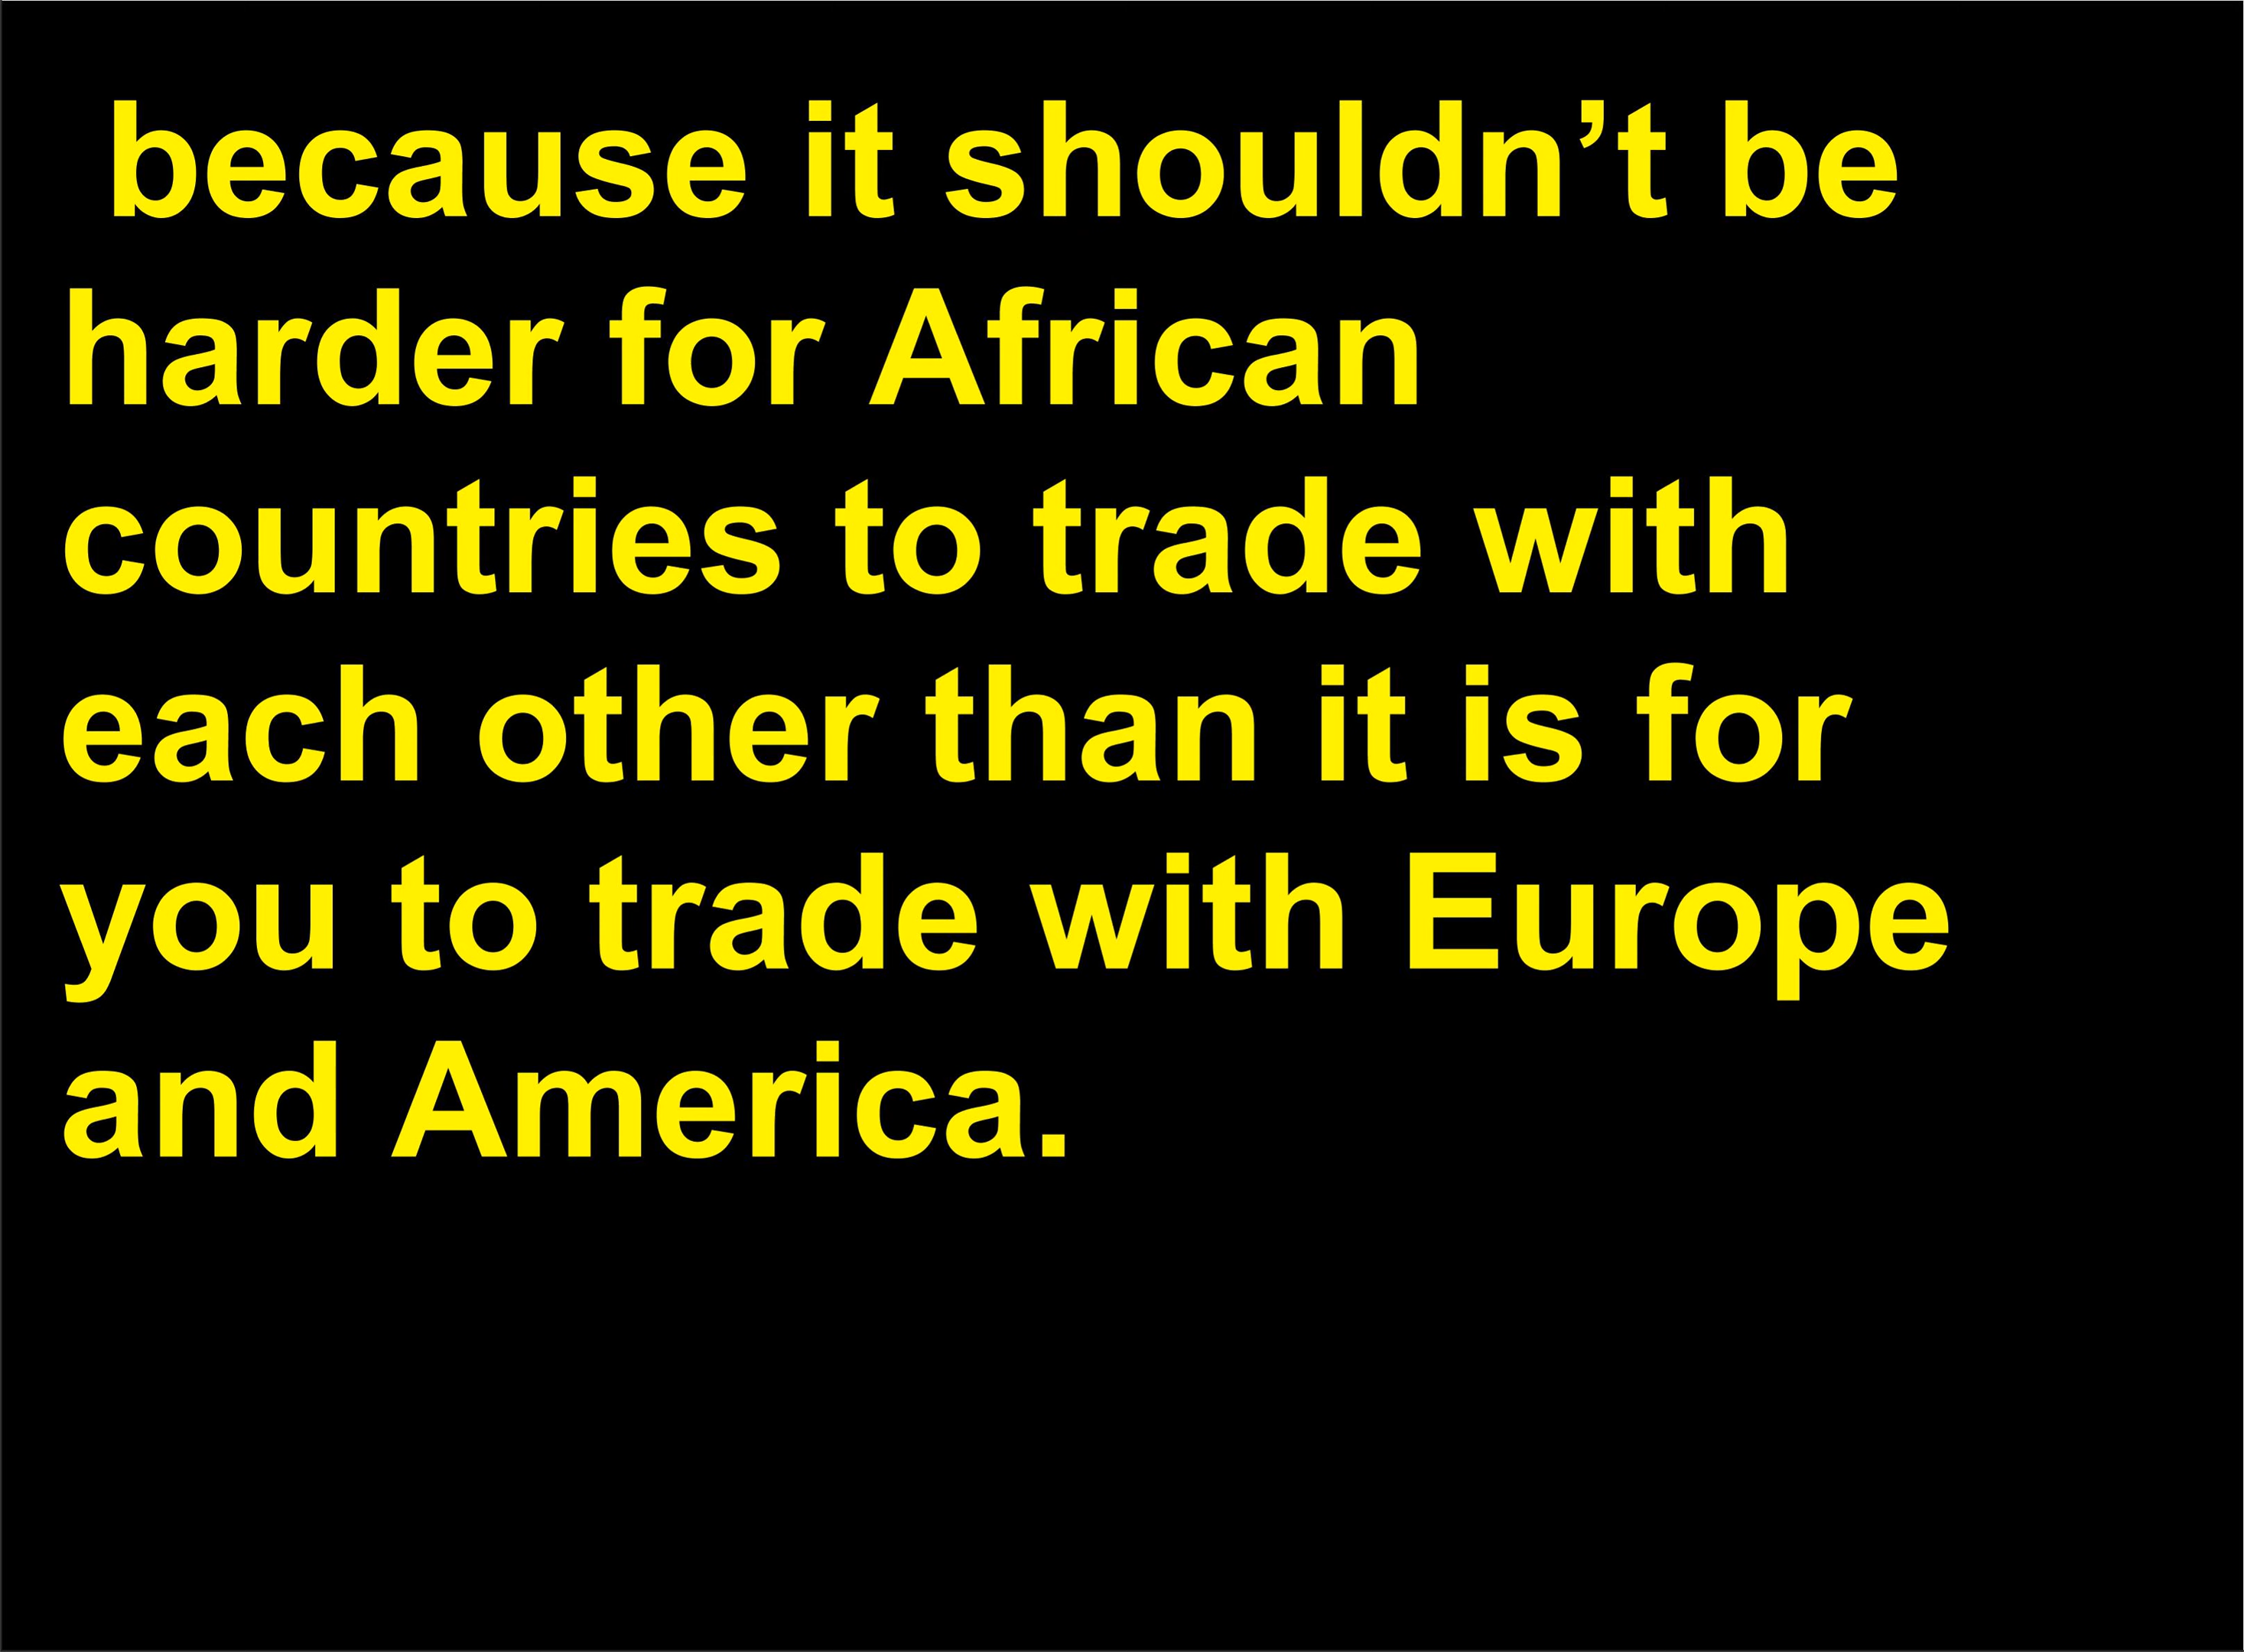 because it shouldn’t be
harder for African
countries to trade with
each other than it is for
you to trade with Europe
and America.